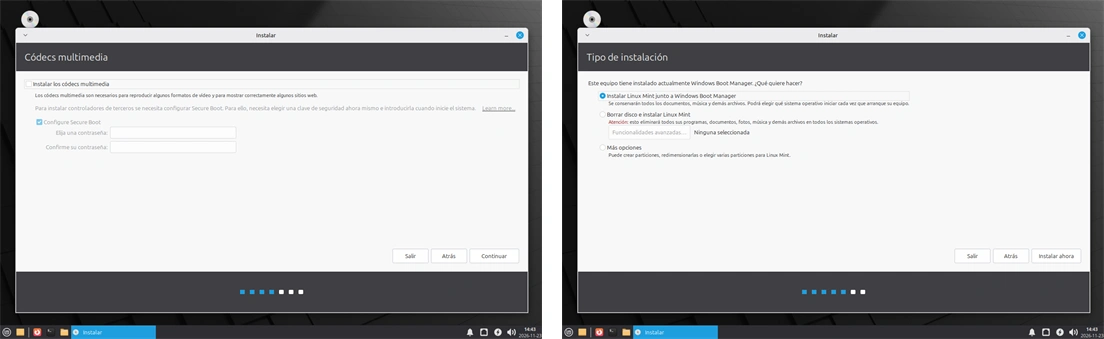 Instalar
Códecs multimedia
Instalar los códecs multimedia
Los códecs multimedia son necesarios para reproducir algunos formatos de vídeo y para mostrar correctamente algunos sitios web.
Para instalar controladores de terceros se necesita configurar Secure Boot. Para ello, necesita elegir una clave de seguridad ahora mismo e introducirla cuando inicie el sistema. Learn more...
Configure Secure Boot
Elija una contraseña:
Confirme su contraseña:
Salir Atrás Continuar
Instalar
14:43
2026-11-23
Instalar
Tipo de instalación
Este equipo tiene instalado actualmente Windows Boot Manager. ¿Qué quiere hacer?
Instalar Linux Mint junto a Windows Boot Manager
Se conservarán todos los documentos, música y demás archivos. Podrá elegir qué sistema operativo iniciar cada vez que arranque su equipo.
Borrar disco e instalar Linux Mint
Atención: esto eliminará todos sus programas, documentos, fotos, música y demás archivos en todos los sistemas operativos.
Funcionalidades avanzadas... Ninguna seleccionada
Más opciones
Puede crear particiones, redimensionarlas o elegir varias particiones para Linux Mint.
Salir Atrás Instalar ahora
Instalar
14:43
2026-11-23